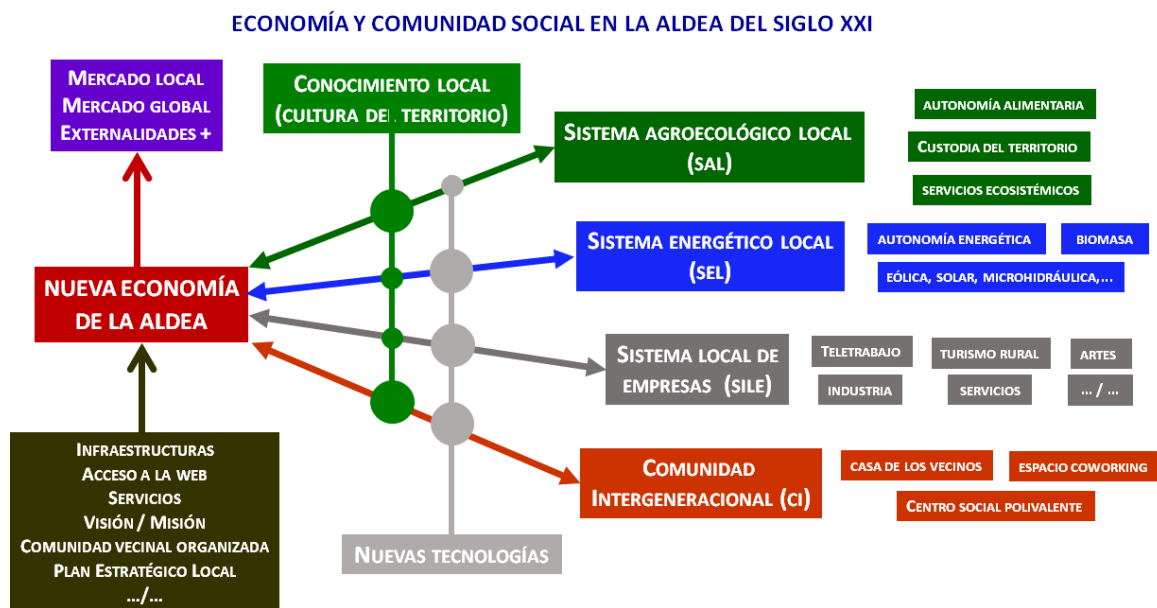 ECONOMÍA Y COMUNIDAD SOCIAL EN LA ALDEA DEL SIGLO XXI
MERCADO LOCAL
MERCADO GLOBAL
EXTERNALIDADES +
CONOCIMIENTO LOCAL
(CULTURA DEL TERRITORIO)
SISTEMA AGROECOLÓGICO LOCAL
(SAL)
AUTONOMÍA ALIMENTARIA
CUSTODIA DEL TERRITORIO
SERVICIOS ECOSISTÉMICOS
SISTEMA ENERGÉTICO LOCAL
(SEL)
AUTONOMÍA ENERGÉTICA
BIOMASA
EÓLICA, SOLAR, MICROHIDRÁULICA,...
NUEVA ECONOMÍA
DE LA ALDEA
SISTEMA LOCAL DE
EMPRESAS (SILE)
TELETRABAJO
TURISMO RURAL
ARTES
INDUSTRIA
SERVICIOS
... / ...
INFRAESTRUCTURAS
ACCESO A LA WEB
SERVICIOS
VISIÓN / MISIÓN
COMUNIDAD VECINAL ORGANIZADA
PLAN ESTRATÉGICO LOCAL
.../...
COMUNIDAD
INTERGENERACIONAL (CI)
CASA DE LOS VECINOS
ESPACIO COWORKING
CENTRO SOCIAL POLIVALENTE
NUEVAS TECNOLOGÍAS